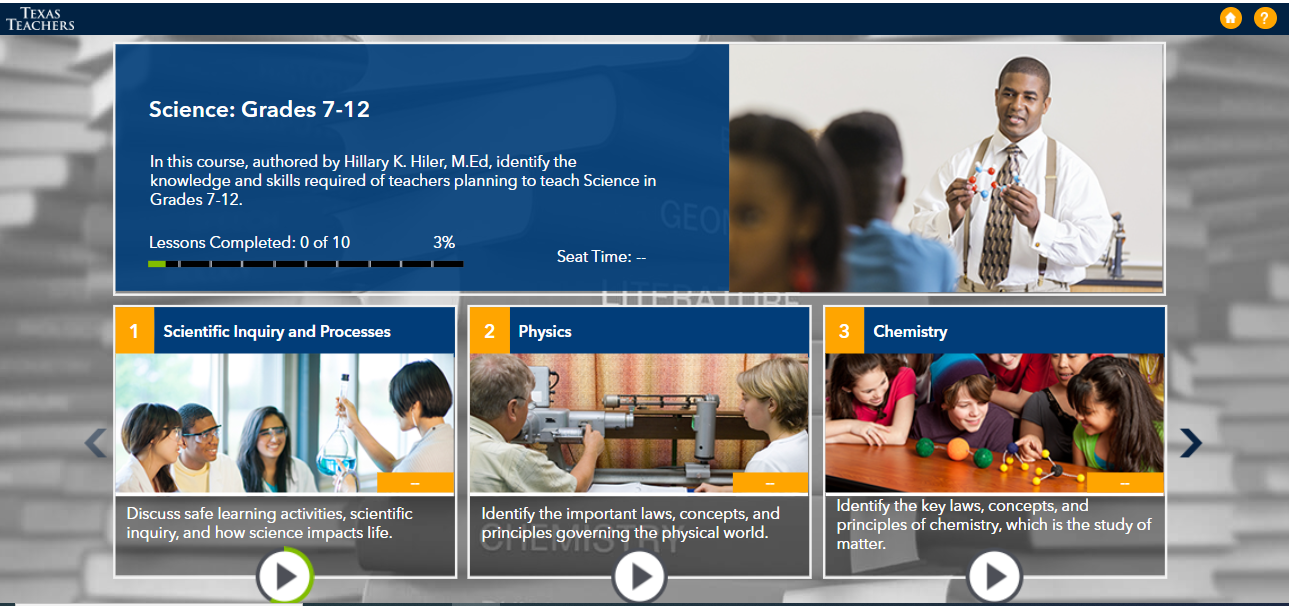 TEXAS
TEACHERS
?
Science: Grades 7-12
In this course, authored by Hillary K. Hiler, M.Ed, identify the
knowledge and skills required of teachers planning to teach Science in
Grades 7-12.
Lessons Completed: 0 of 10 3%
Seat Time: --
LITERATURE
1 Scientific Inquiry and Processes
--
Discuss safe learning activities, scientific
inquiry, and how science impacts life.
2 Physics
--
Identify the important laws, concepts, and
principles governing the physical world.
CHEMISTRY
3 Chemistry
--
Identify the key laws, concepts, and
principles of chemistry, which is the study of
matter.